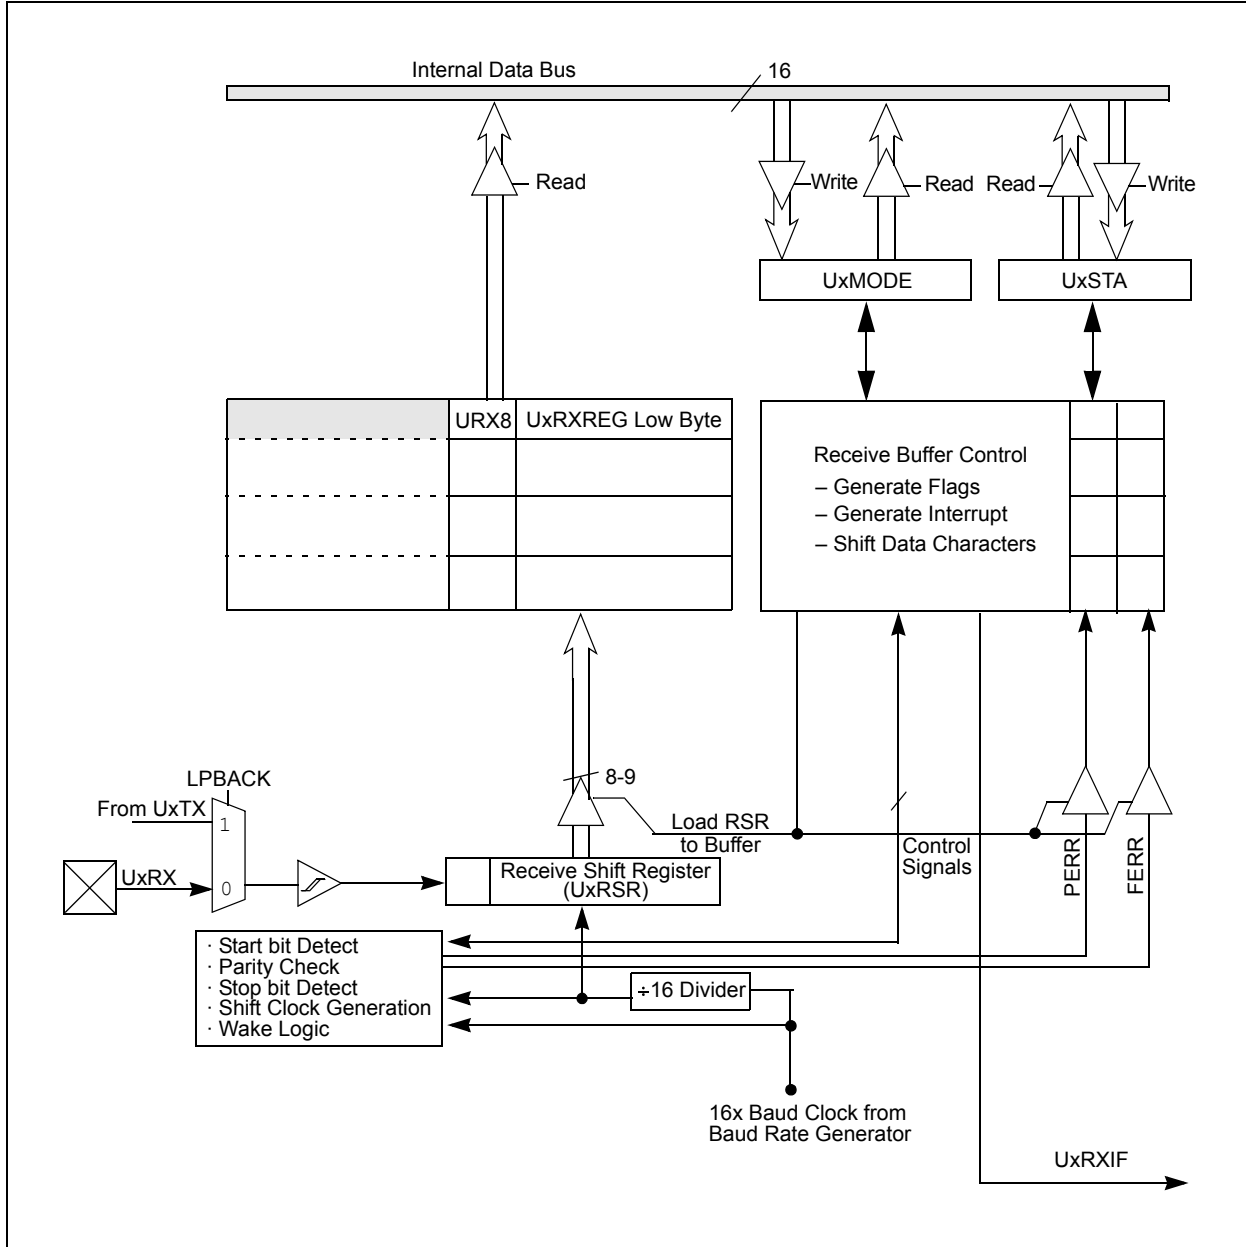 Internal Data Bus
16
Read
Write
Read
Read
Write
UxMODE
UxSTA
URX8
UxRXREG Low Byte
Receive Buffer Control
– Generate Flags
– Generate Interrupt
– Shift Data Characters
LPBACK
8-9
From UxTX
1
Load RSR
to Buffer
Control
Signals
PERR
FERR
UxRX
0
Receive Shift Register
(UxRSR)
· Start bit Detect
· Parity Check
· Stop bit Detect
· Shift Clock Generation
· Wake Logic
÷16 Divider
16x Baud Clock from
Baud Rate Generator
UxRXIF